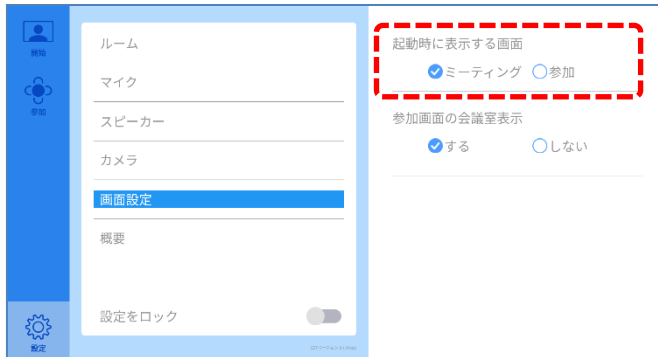 開始
参加
設定
ルーム
マイク
スピーカー
カメラ
画面設定
概要
設定をロック
起動時に表示する画面
ミーティング 参加
参加画面の会議室表示
する しない